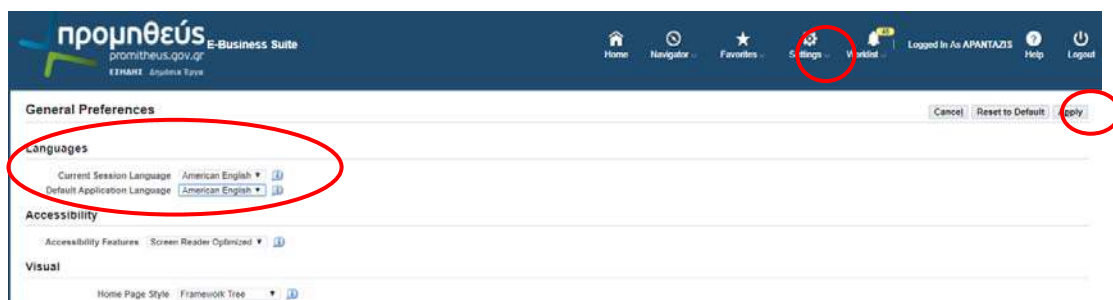 προμηθεύς E-Business Suite
promitheus.gov.gr
ΕΣΗΔΗΣ Δημόσια Έργα
Home Navigator Favorites Settings Worklist Logged In As APANTAZIS Help Logout
General Preferences
Cancel Reset to Default Apply
Languages
Current Session Language American English
Default Application Language American English
Accessibility
Accessibility Features Screen Reader Optimized
Visual
Home Page Style Framework Tree